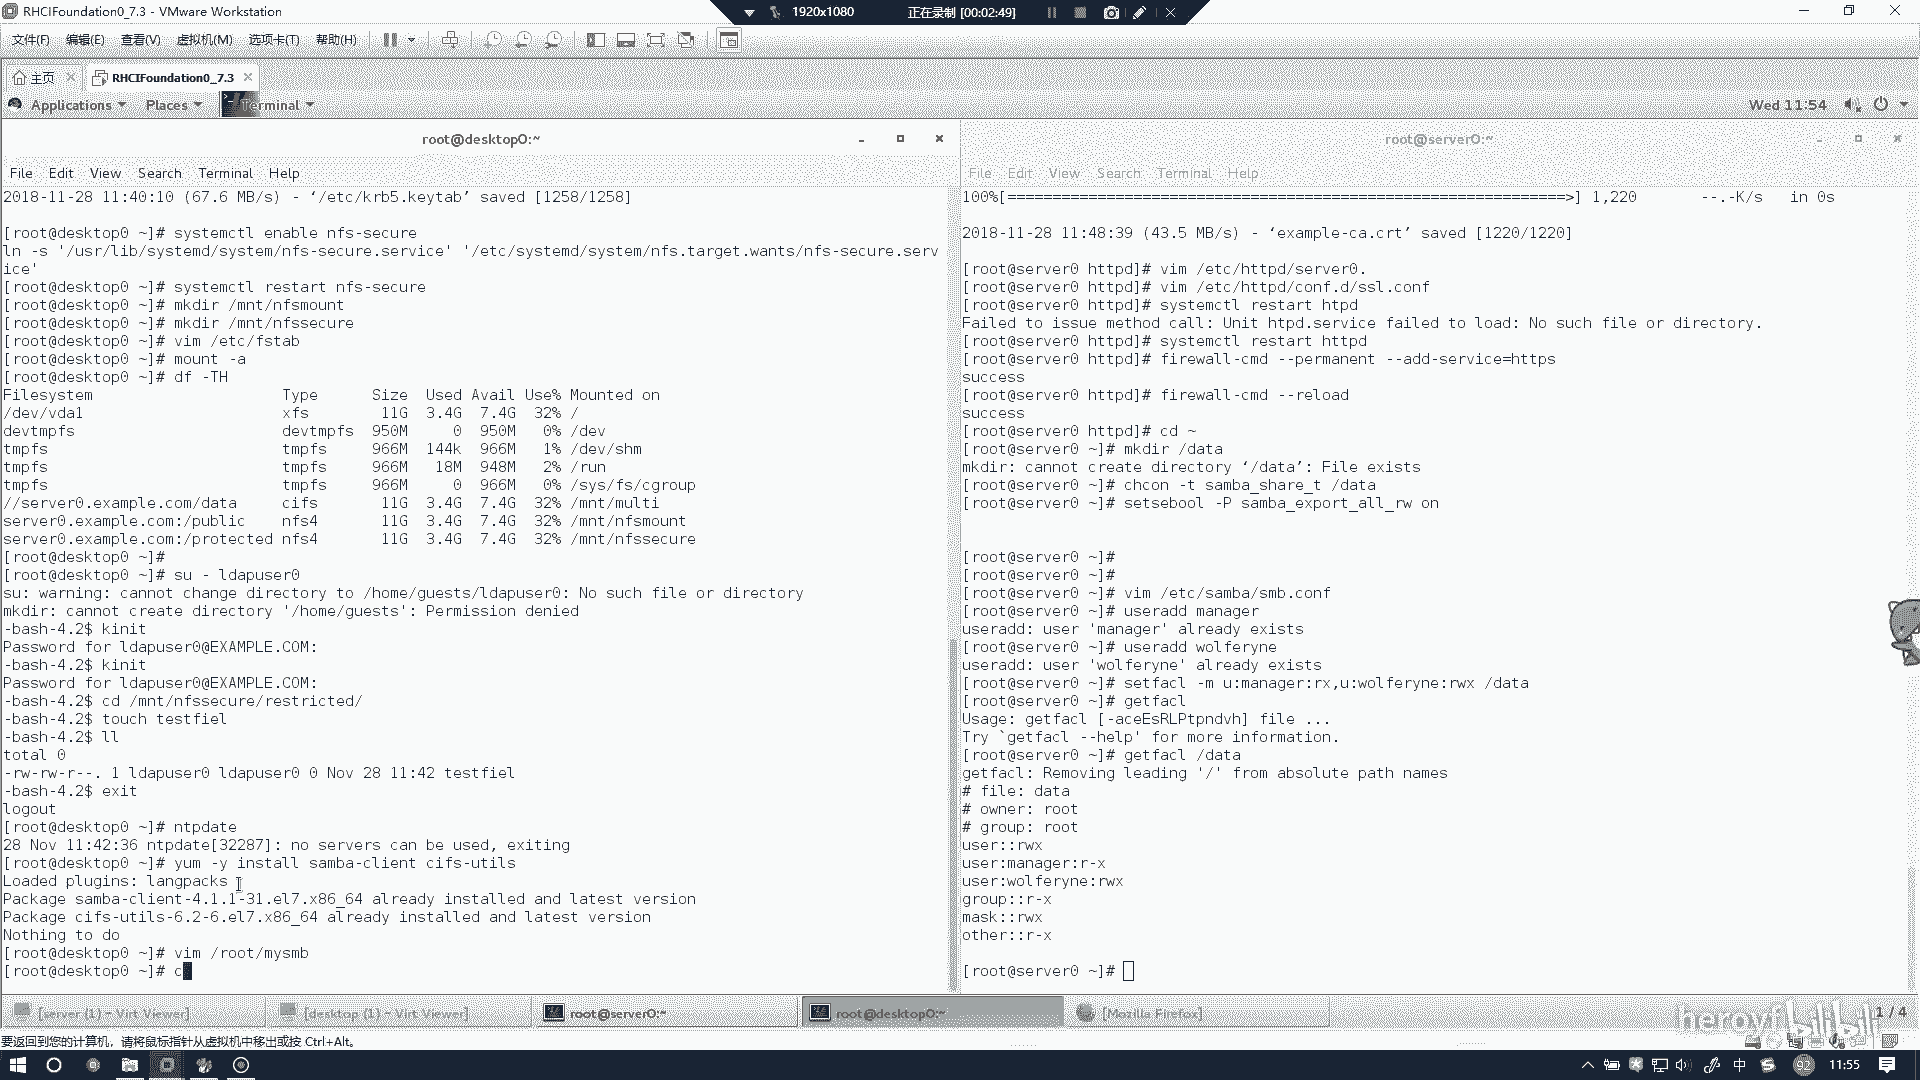 RHCIFoundation0_7.3 - VMware Workstation
1920x1080
正在录制 [00:02:49]
文件(F) 编辑(E) 查看(V) 虚拟机(M) 选项卡(T) 帮助(H)
主页
RHCIFoundation0_7.3
Applications Places Terminal
Wed 11:54
root@desktop0:~
File Edit View Search Terminal Help
2018-11-28 11:40:10 (67.6 MB/s) - ‘/etc/krb5.keytab’ saved [1258/1258]
[root@desktop0 ~]# systemctl enable nfs-secure
ln -s '/usr/lib/systemd/system/nfs-secure.service' '/etc/systemd/system/nfs.target.wants/nfs-secure.serv
ice'
[root@desktop0 ~]# systemctl restart nfs-secure
[root@desktop0 ~]# mkdir /mnt/nfsmount
[root@desktop0 ~]# mkdir /mnt/nfssecure
[root@desktop0 ~]# vim /etc/fstab
[root@desktop0 ~]# mount -a
[root@desktop0 ~]# df -TH
Filesystem Type Size Used Avail Use% Mounted on
/dev/vda1 xfs 11G 3.4G 7.4G 32% /
devtmpfs devtmpfs 950M 0 950M 0% /dev
tmpfs tmpfs 966M 144k 966M 1% /dev/shm
tmpfs tmpfs 966M 18M 948M 2% /run
tmpfs tmpfs 966M 0 966M 0% /sys/fs/cgroup
//server0.example.com/data cifs 11G 3.4G 7.4G 32% /mnt/multi
server0.example.com:/public nfs4 11G 3.4G 7.4G 32% /mnt/nfsmount
server0.example.com:/protected nfs4 11G 3.4G 7.4G 32% /mnt/nfssecure
[root@desktop0 ~]#
[root@desktop0 ~]# su - ldapuser0
su: warning: cannot change directory to /home/guests/ldapuser0: No such file or directory
mkdir: cannot create directory '/home/guests': Permission denied
-bash-4.2$ kinit
Password for ldapuser0@EXAMPLE.COM:
-bash-4.2$ kinit
Password for ldapuser0@EXAMPLE.COM:
-bash-4.2$ cd /mnt/nfssecure/restricted/
-bash-4.2$ touch testfiel
-bash-4.2$ ll
total 0
-rw-rw-r--. 1 ldapuser0 ldapuser0 0 Nov 28 11:42 testfiel
-bash-4.2$ exit
logout
[root@desktop0 ~]# ntpdate
28 Nov 11:42:36 ntpdate[32287]: no servers can be used, exiting
[root@desktop0 ~]# yum -y install samba-client cifs-utils
Loaded plugins: langpacks
Package samba-client-4.1.1-31.el7.x86_64 already installed and latest version
Package cifs-utils-6.2-6.el7.x86_64 already installed and latest version
Nothing to do
[root@desktop0 ~]# vim /root/mysmb
[root@desktop0 ~]# c
root@server0:~
File Edit View Search Terminal Help
100%[==============================================================>] 1,220 --.-K/s in 0s
2018-11-28 11:48:39 (43.5 MB/s) - ‘example-ca.crt’ saved [1220/1220]
[root@server0 httpd]# vim /etc/httpd/server0.
[root@server0 httpd]# vim /etc/httpd/conf.d/ssl.conf
[root@server0 httpd]# systemctl restart htpd
Failed to issue method call: Unit htpd.service failed to load: No such file or directory.
[root@server0 httpd]# systemctl restart httpd
[root@server0 httpd]# firewall-cmd --permanent --add-service=https
success
[root@server0 httpd]# firewall-cmd --reload
success
[root@server0 httpd]# cd ~
[root@server0 ~]# mkdir /data
mkdir: cannot create directory ‘/data’: File exists
[root@server0 ~]# chcon -t samba_share_t /data
[root@server0 ~]# setsebool -P samba_export_all_rw on
[root@server0 ~]#
[root@server0 ~]#
[root@server0 ~]# vim /etc/samba/smb.conf
[root@server0 ~]# useradd manager
useradd: user 'manager' already exists
[root@server0 ~]# useradd wolferyne
useradd: user 'wolferyne' already exists
[root@server0 ~]# setfacl -m u:manager:rx,u:wolferyne:rwx /data
[root@server0 ~]# getfacl
Usage: getfacl [-aceEsRLPtpndvh] file ...
Try `getfacl --help' for more information.
[root@server0 ~]# getfacl /data
getfacl: Removing leading '/' from absolute path names
# file: data
# owner: root
# group: root
user::rwx
user:manager:r-x
user:wolferyne:rwx
group::r-x
mask::rwx
other::r-x
[root@server0 ~]#
[server (1) - Virt Viewer]
[desktop (1) - Virt Viewer]
root@server0:~
root@desktop0:~
[Mozilla Firefox]
1 / 4
heroyf bilibili
要返回到您的计算机，请将鼠标指针从虚拟机中移出或按 Ctrl+Alt。
中
92
11:55